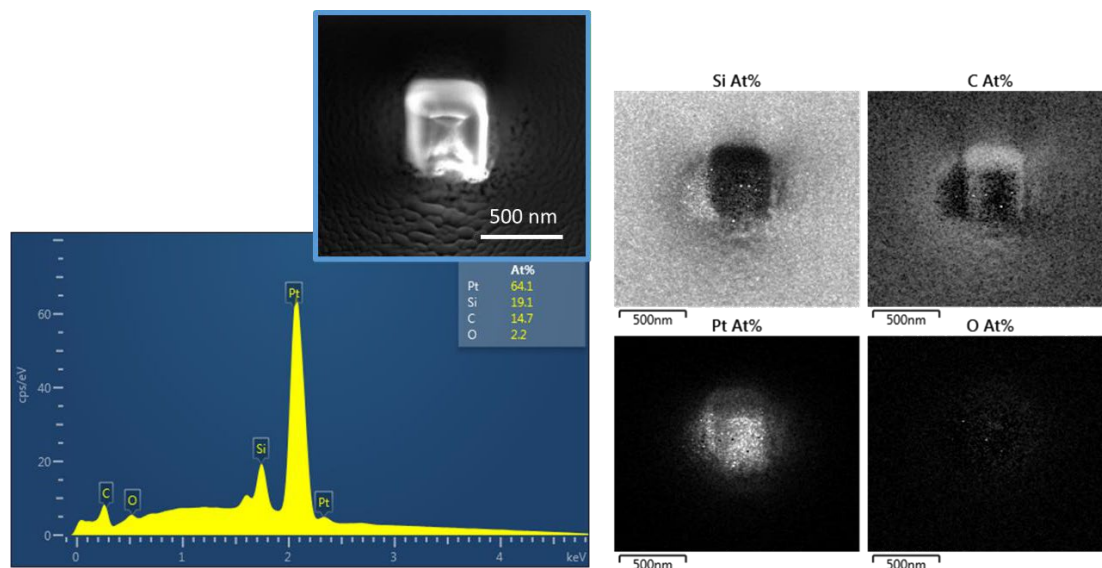 500 nm
At%
Pt 64.1
Si 19.1
C 14.7
O 2.2
cps/eV
60
40
20
0
Pt
Si
C
O
Pt
0 1 2 3 4 keV
Si At%
C At%
500nm
500nm
Pt At%
O At%
500nm
500nm